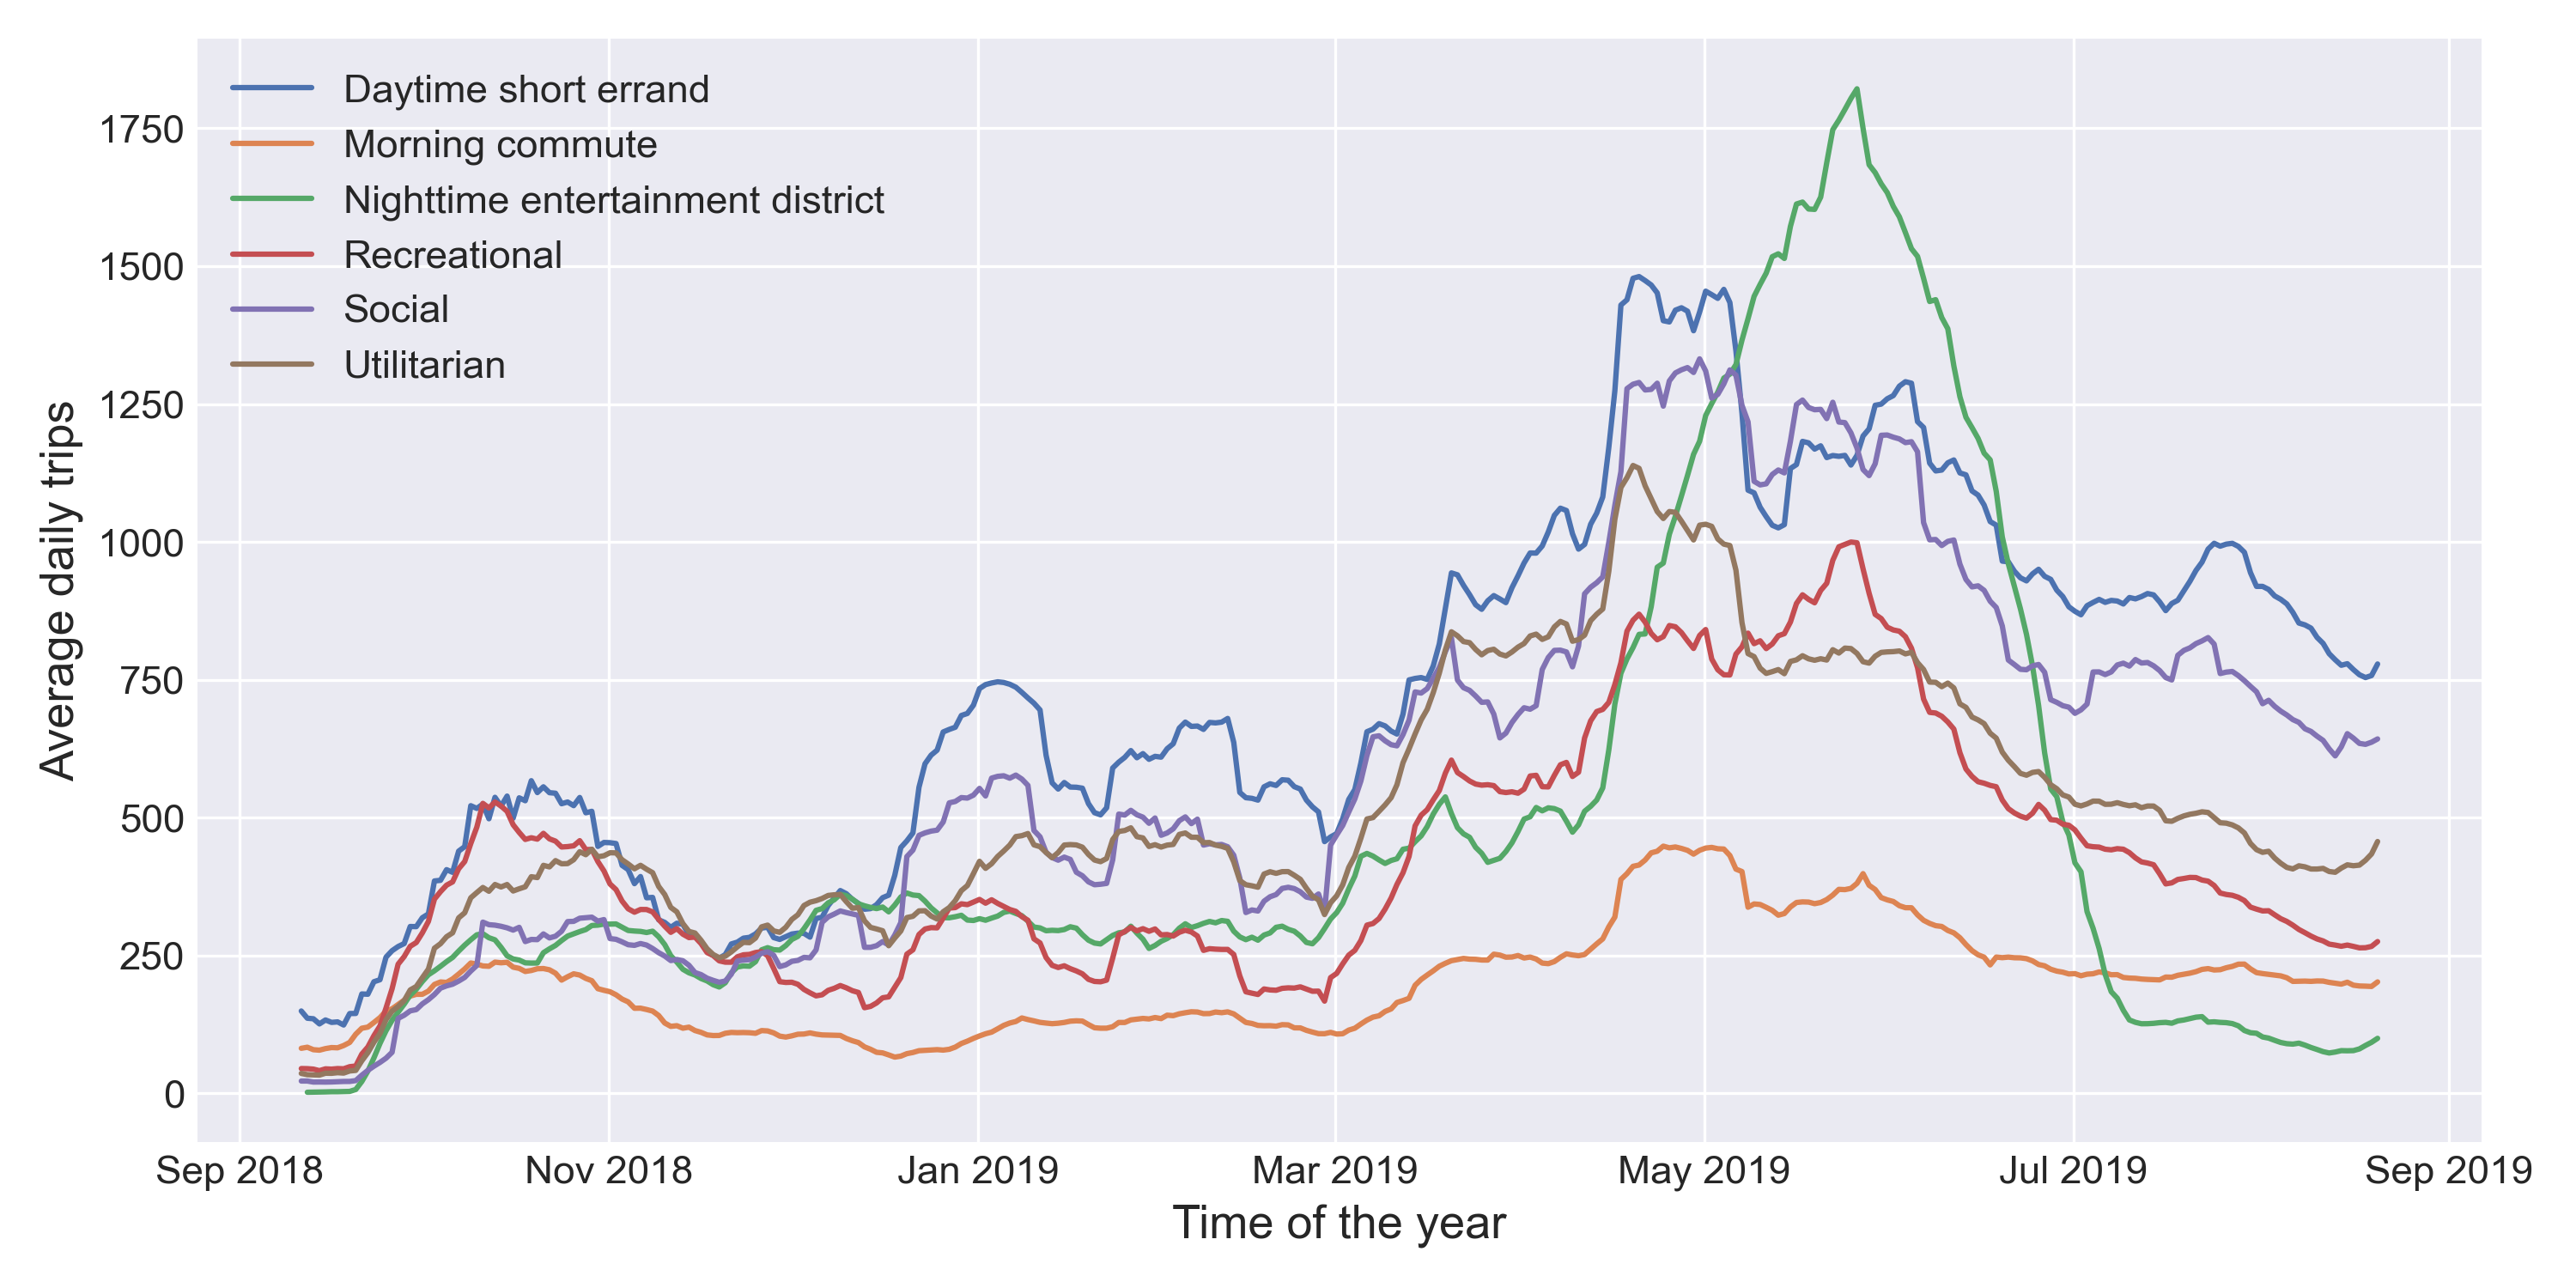 Daytime short errand
Morning commute
Nighttime entertainment district
Recreational
Social
Utilitarian
Average daily trips
1750
1500
1250
1000
750
500
250
0
Sep 2018 Nov 2018 Jan 2019 Mar 2019 May 2019 Jul 2019 Sep 2019
Time of the year